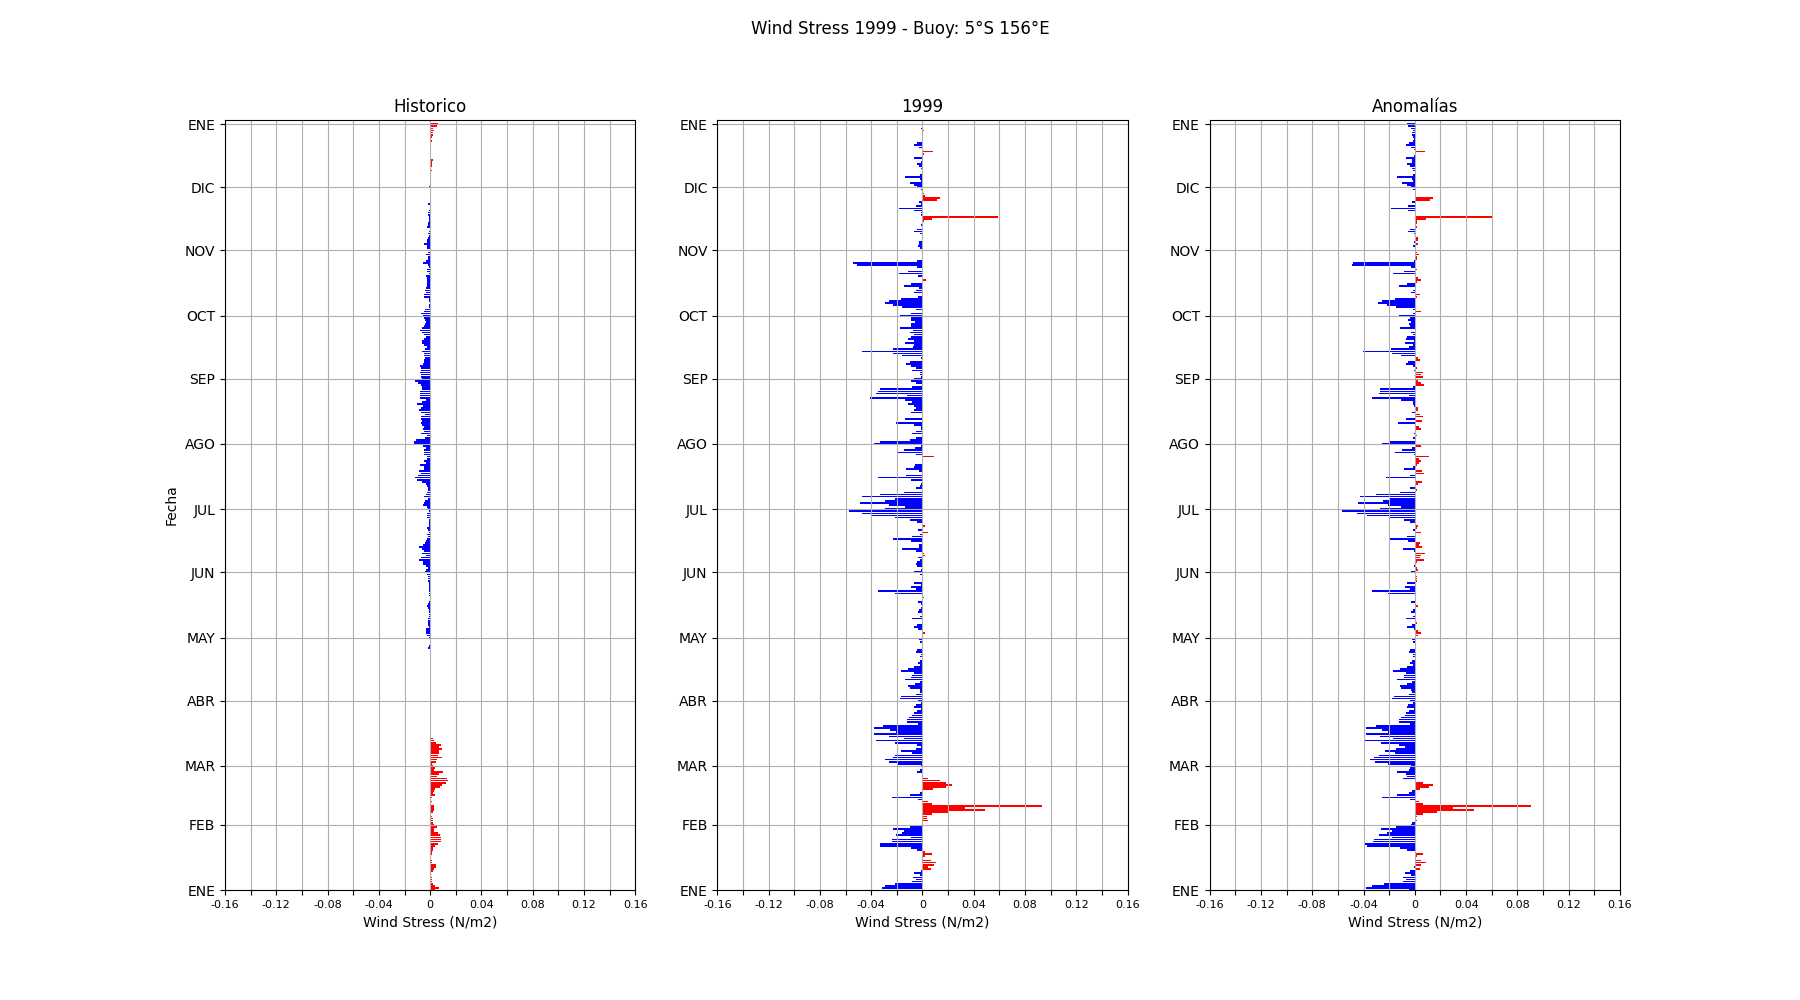 Wind Stress 1999 - Buoy: 5°S 156°E
Historico
1999
Anomalías
ENE
DIC
NOV
OCT
SEP
AGO
JUL
JUN
MAY
ABR
MAR
FEB
ENE
Fecha
-0.16 -0.12 -0.08 -0.04 0 0.04 0.08 0.12 0.16
Wind Stress (N/m2)
ENE
DIC
NOV
OCT
SEP
AGO
JUL
JUN
MAY
ABR
MAR
FEB
ENE
-0.16 -0.12 -0.08 -0.04 0 0.04 0.08 0.12 0.16
Wind Stress (N/m2)
ENE
DIC
NOV
OCT
SEP
AGO
JUL
JUN
MAY
ABR
MAR
FEB
ENE
-0.16 -0.12 -0.08 -0.04 0 0.04 0.08 0.12 0.16
Wind Stress (N/m2)